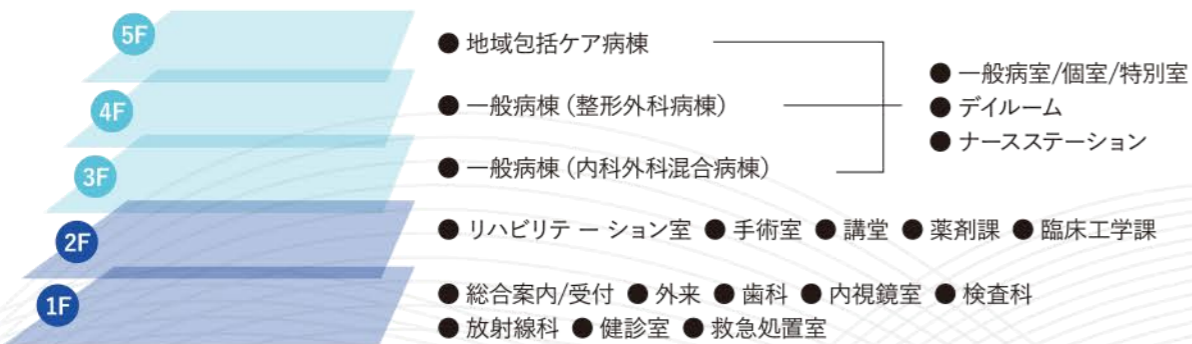 5F
● 地域包括ケア病棟
4F
● 一般病棟 (整形外科病棟)
3F
● 一般病棟 (内科外科混合病棟)
● 一般病室/個室/特別室
● デイルーム
● ナースステーション
2F
● リハビリテ ー ション室 ● 手術室 ● 講堂 ● 薬剤課 ● 臨床工学課
1F
● 総合案内/受付 ● 外来 ● 歯科 ● 内視鏡室 ● 検査科
● 放射線科 ● 健診室 ● 救急処置室